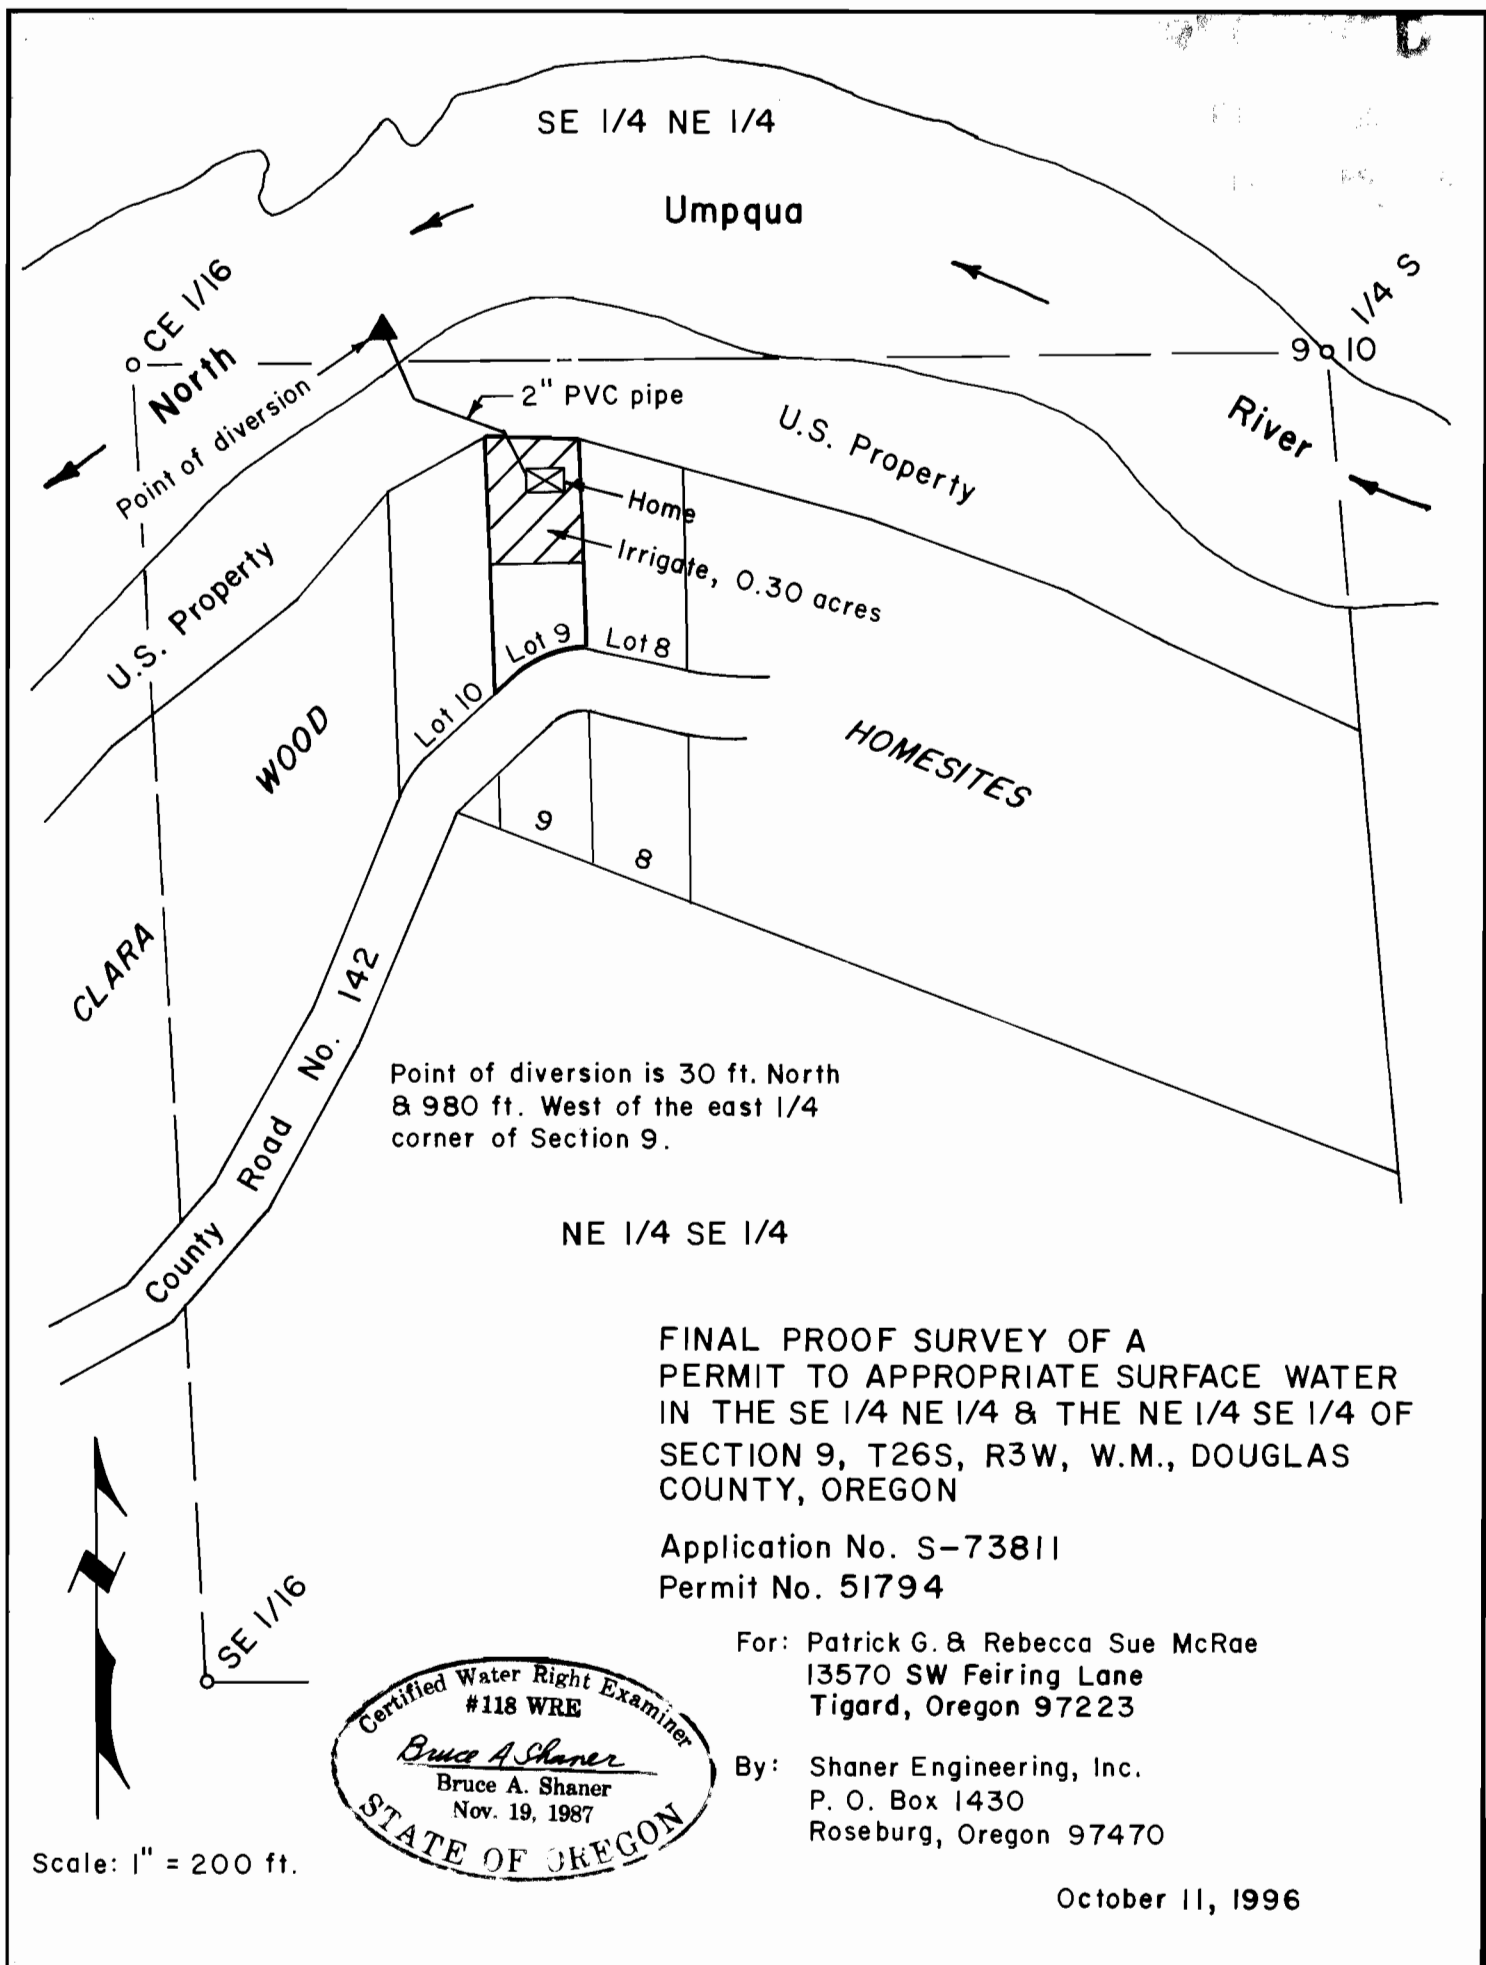 SE 1/4 NE 1/4
Umpqua
CE 1/16
North
1/4 S
9 10
Point of diversion
2" PVC pipe
U.S. Property
River
Home
Irrigate, 0.30 acres
U.S. Property
Lot 9
Lot 8
Lot 10
WOOD
HOMESITES
9
8
CLARA
County Road No. 142
Point of diversion is 30 ft. North
& 980 ft. West of the east 1/4
corner of Section 9.
NE 1/4 SE 1/4
FINAL PROOF SURVEY OF A
PERMIT TO APPROPRIATE SURFACE WATER
IN THE SE 1/4 NE 1/4 & THE NE 1/4 SE 1/4 OF
SECTION 9, T26S, R3W, W.M., DOUGLAS
COUNTY, OREGON
Application No. S-73811
Permit No. 51794
N
SE 1/16
For: Patrick G. & Rebecca Sue McRae
13570 SW Feiring Lane
Tigard, Oregon 97223
Certified Water Right Examiner
#118 WRE
Bruce A Shaner
Bruce A. Shaner
Nov. 19, 1987
STATE OF OREGON
By: Shaner Engineering, Inc.
P. O. Box 1430
Roseburg, Oregon 97470
Scale: 1" = 200 ft.
October 11, 1996